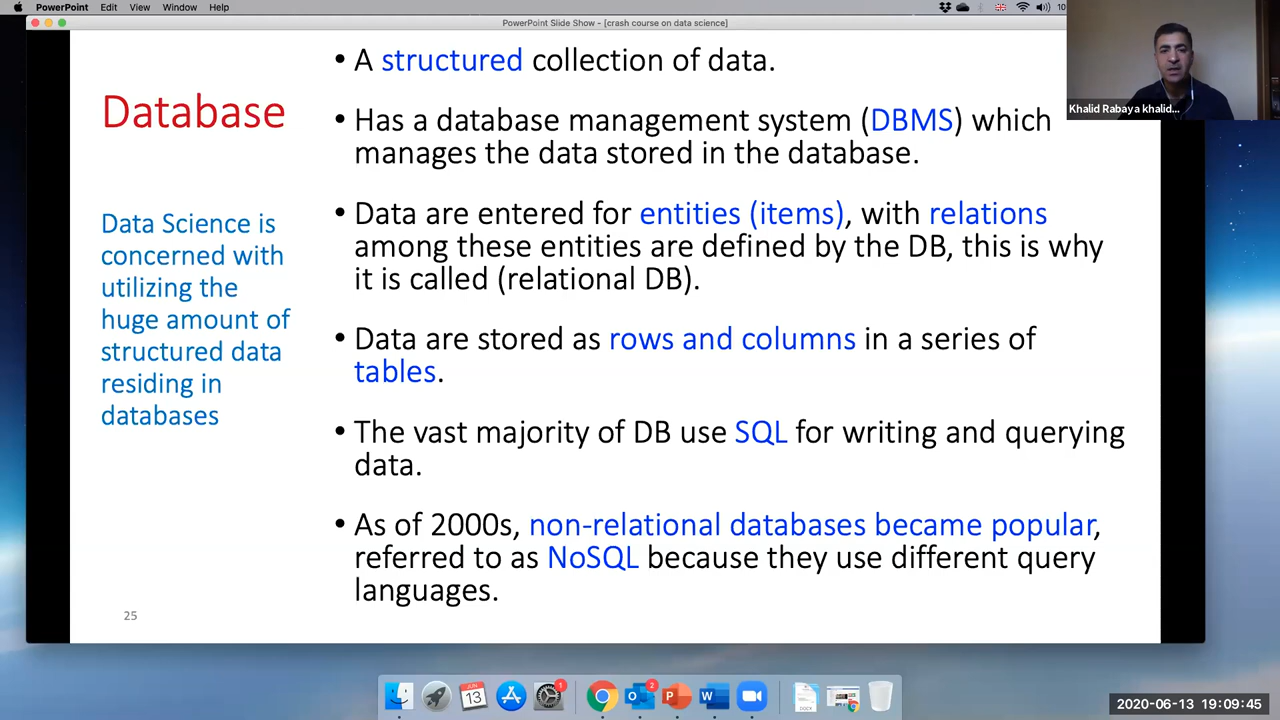 PowerPoint File Edit View Window Help
10
PowerPoint Slide Show - [crash course on data science]
Khalid Rabaya khalid...
Database
Data Science is
concerned with
utilizing the
huge amount of
structured data
residing in
databases
• A structured collection of data.
• Has a database management system (DBMS) which
manages the data stored in the database.
• Data are entered for entities (items), with relations
among these entities are defined by the DB, this is why
it is called (relational DB).
• Data are stored as rows and columns in a series of
tables.
• The vast majority of DB use SQL for writing and querying
data.
• As of 2000s, non-relational databases became popular,
referred to as NoSQL because they use different query
languages.
25
JUN
13
1
2
DOCX
2020-06-13 19:09:45